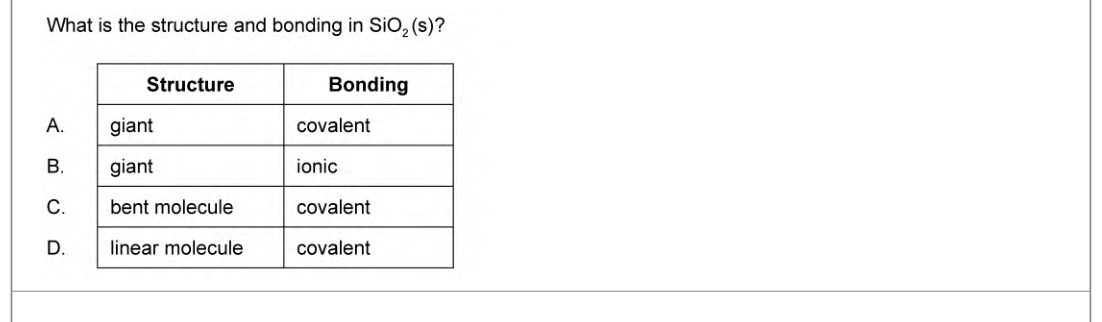 What is the structure and bonding in SiO₂(s)?
Structure Bonding
A. giant covalent
B. giant ionic
C. bent molecule covalent
D. linear molecule covalent